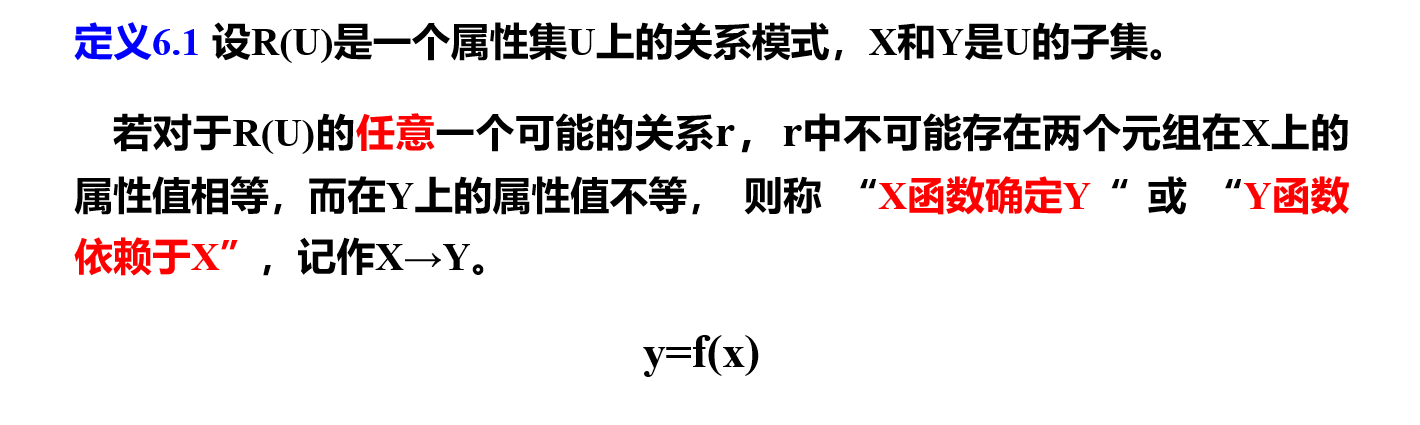 定义6.1 设R(U)是一个属性集U上的关系模式，X和Y是U的子集。
若对于R(U)的任意一个可能的关系r， r中不可能存在两个元组在X上的
属性值相等，而在Y上的属性值不等， 则称 “X函数确定Y “ 或 “Y函数
依赖于X” ，记作X→Y。
y=f(x)